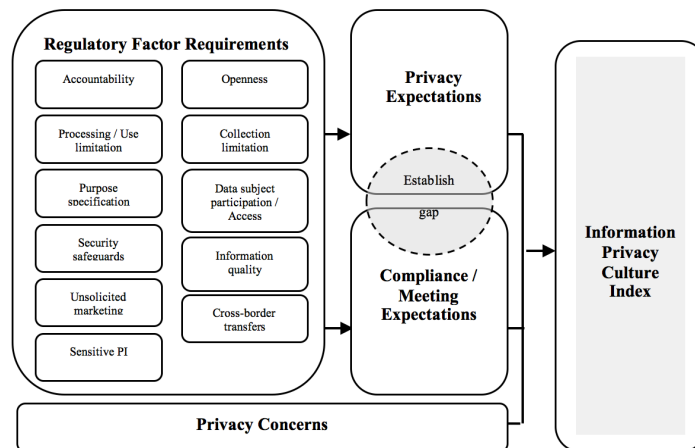 Regulatory Factor Requirements
Accountability
Openness
Processing / Use
limitation
Collection
limitation
Purpose
specification
Data subject
participation /
Access
Security
safeguards
Information
quality
Unsolicited
marketing
Cross-border
transfers
Sensitive PI
Privacy
Expectations
Establish
gap
Compliance /
Meeting
Expectations
Privacy Concerns
Information
Privacy
Culture
Index